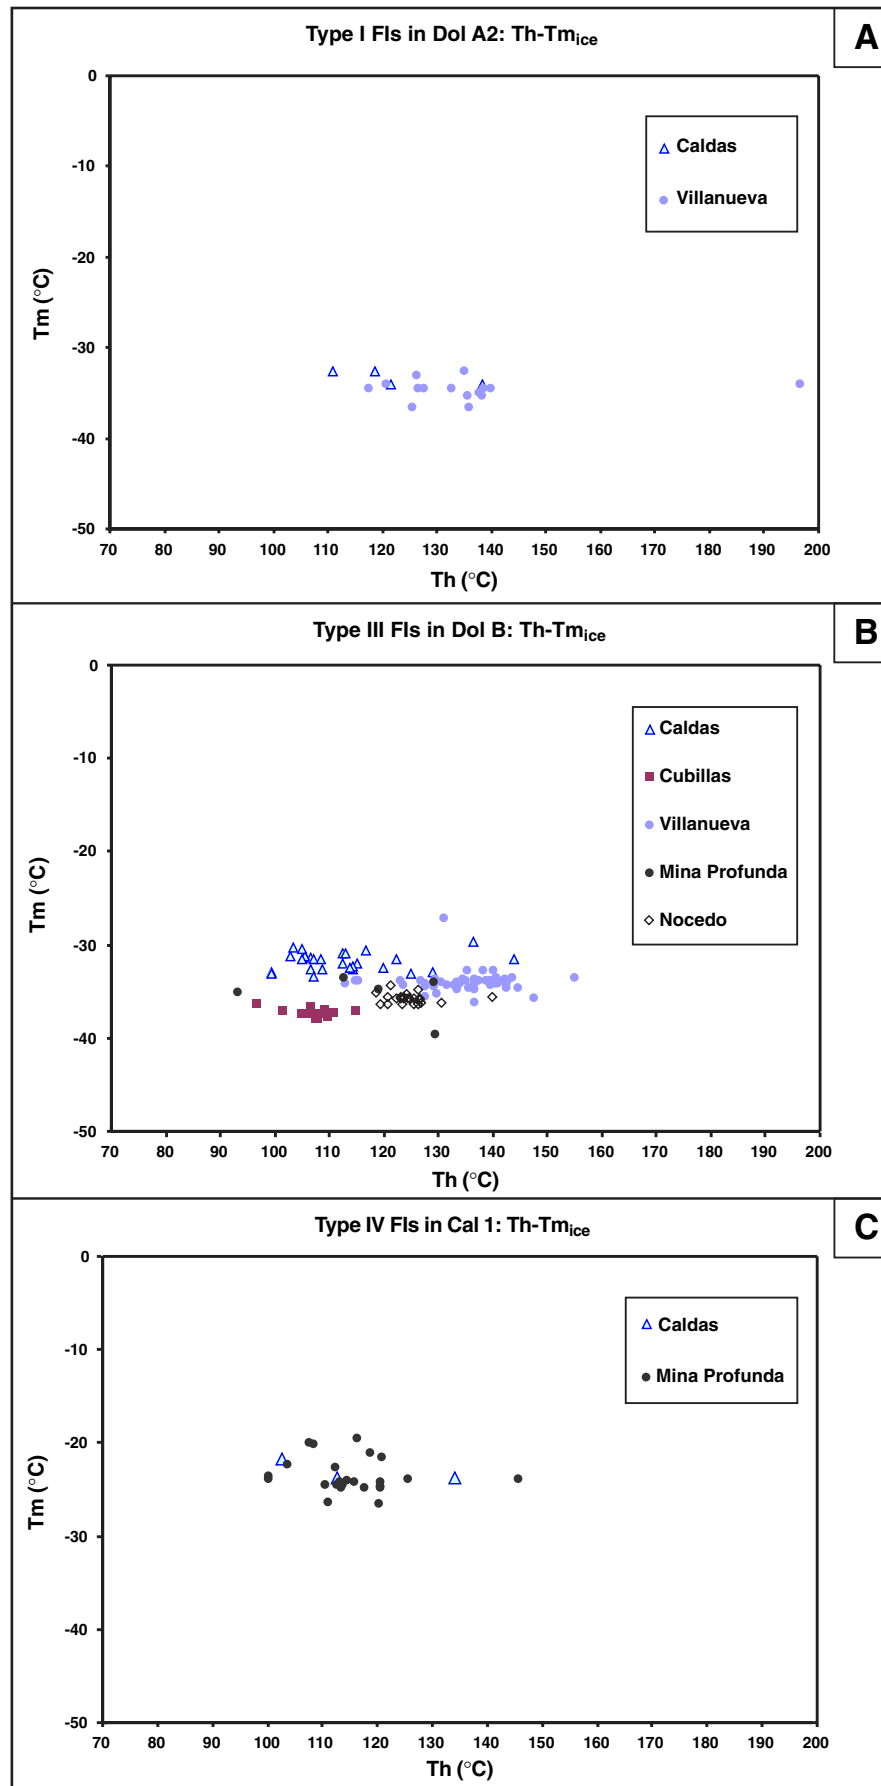 Type I FIs in Dol A2: Th-Tmice
A
0
-10
-20
-30
-40
-50
Tm (°C)
Caldas
Villanueva
70 80 90 100 110 120 130 140 150 160 170 180 190 200
Th (°C)
Type III FIs in Dol B: Th-Tmice
B
0
-10
-20
-30
-40
-50
Tm (°C)
Caldas
Cubillas
Villanueva
Mina Profunda
Nocedo
70 80 90 100 110 120 130 140 150 160 170 180 190 200
Th (°C)
Type IV FIs in Cal 1: Th-Tmice
C
0
-10
-20
-30
-40
-50
Tm (°C)
Caldas
Mina Profunda
70 80 90 100 110 120 130 140 150 160 170 180 190 200
Th (°C)